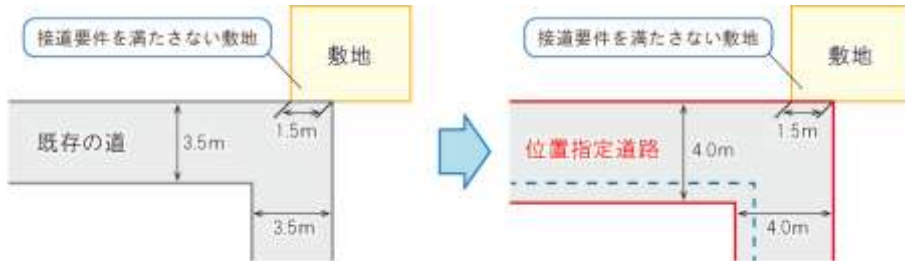 接道要件を満たさない敷地
敷地
既存の道
3.5m
1.5m
3.5m
接道要件を満たさない敷地
敷地
位置指定道路
4.0m
1.5m
4.0m